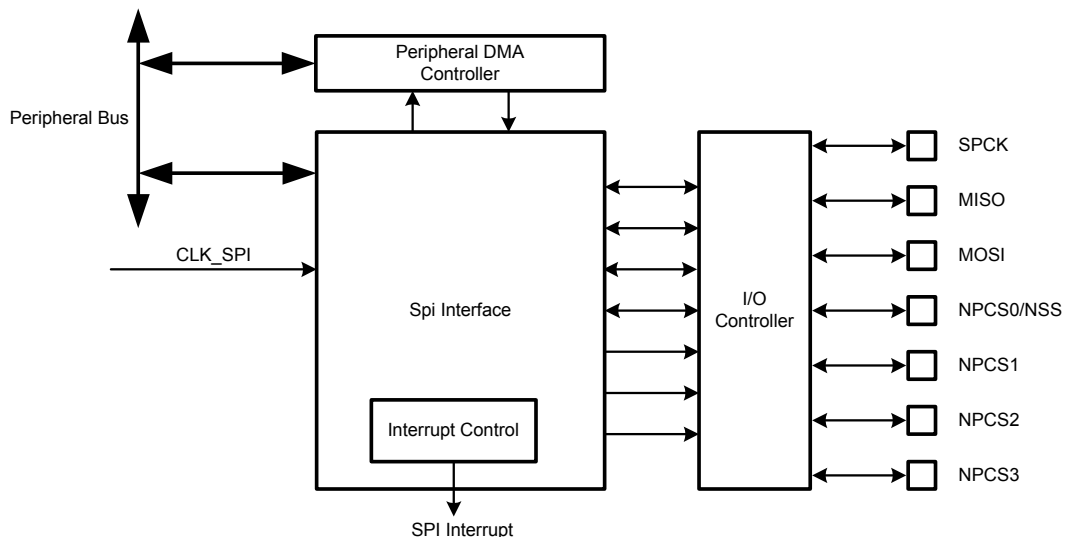 Peripheral DMA
Controller
Peripheral Bus
CLK_SPI
Spi Interface
Interrupt Control
SPI Interrupt
I/O
Controller
SPCK
MISO
MOSI
NPCS0/NSS
NPCS1
NPCS2
NPCS3